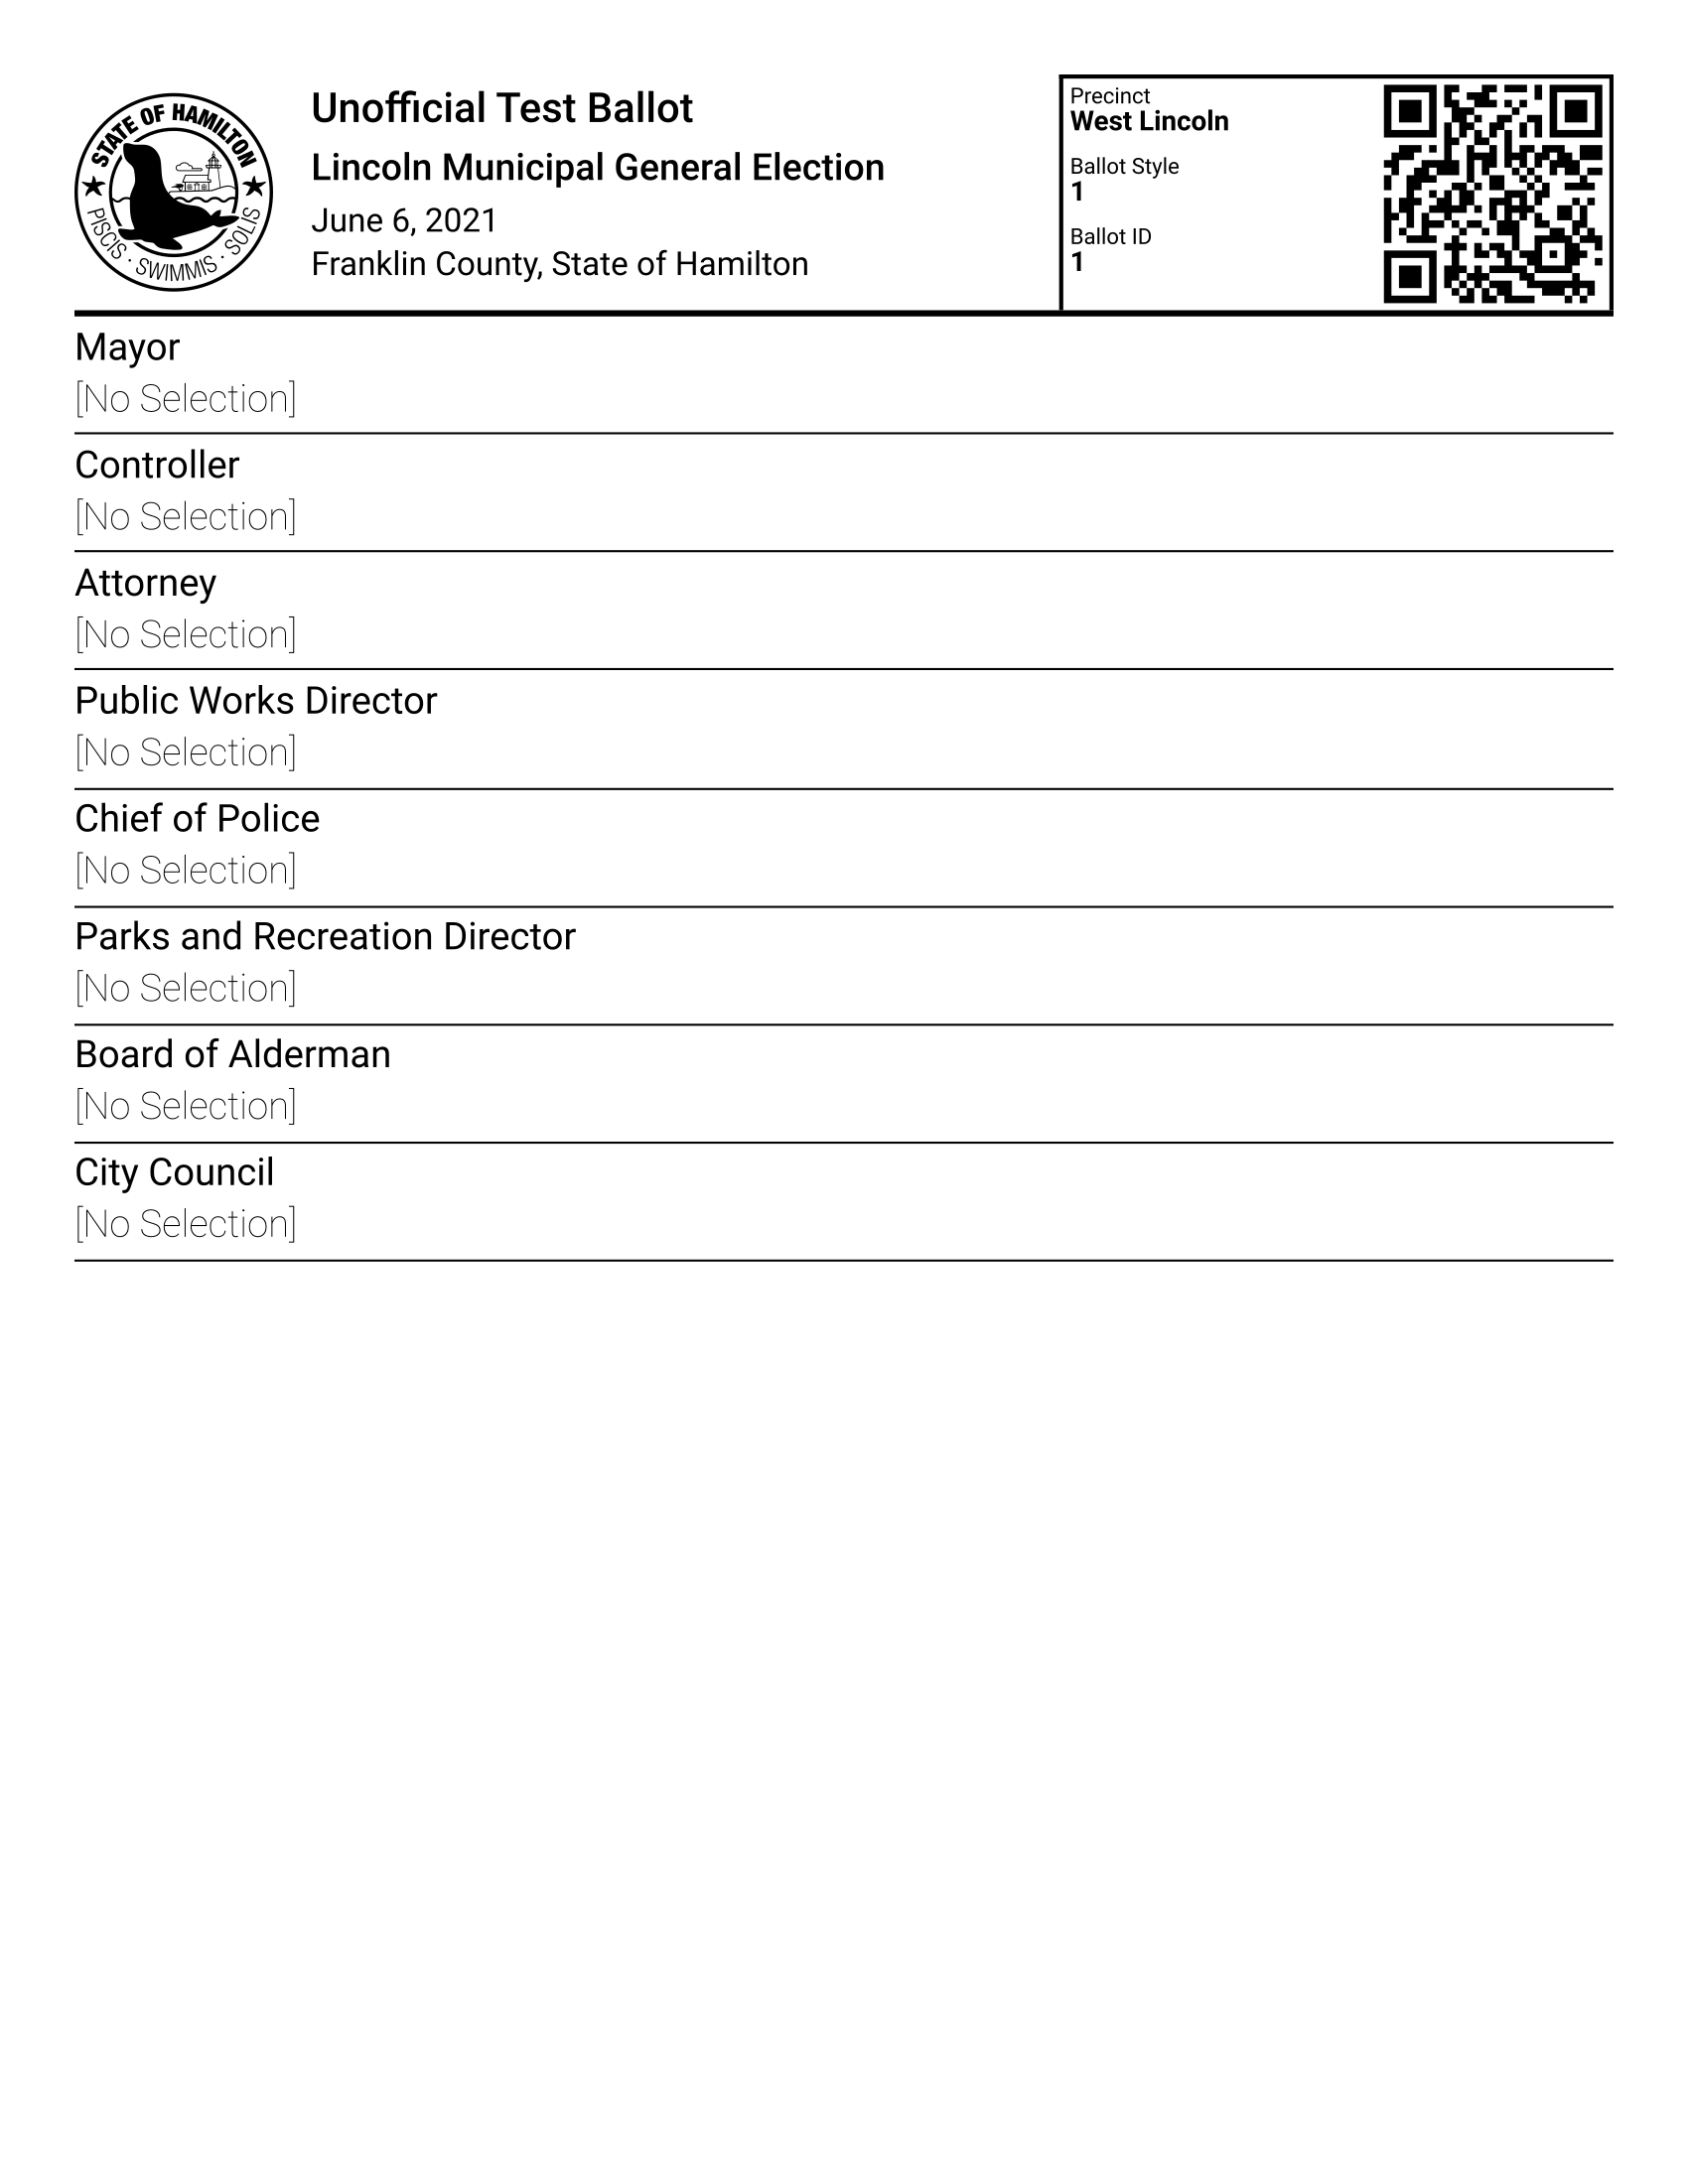 STATE OF HAMILTON
PISCIS · SWIMMIS · SOLIS
Unofficial Test Ballot
Lincoln Municipal General Election
June 6, 2021
Franklin County, State of Hamilton
Precinct
West Lincoln
Ballot Style
1
Ballot ID
1
Mayor
[No Selection]
Controller
[No Selection]
Attorney
[No Selection]
Public Works Director
[No Selection]
Chief of Police
[No Selection]
Parks and Recreation Director
[No Selection]
Board of Alderman
[No Selection]
City Council
[No Selection]